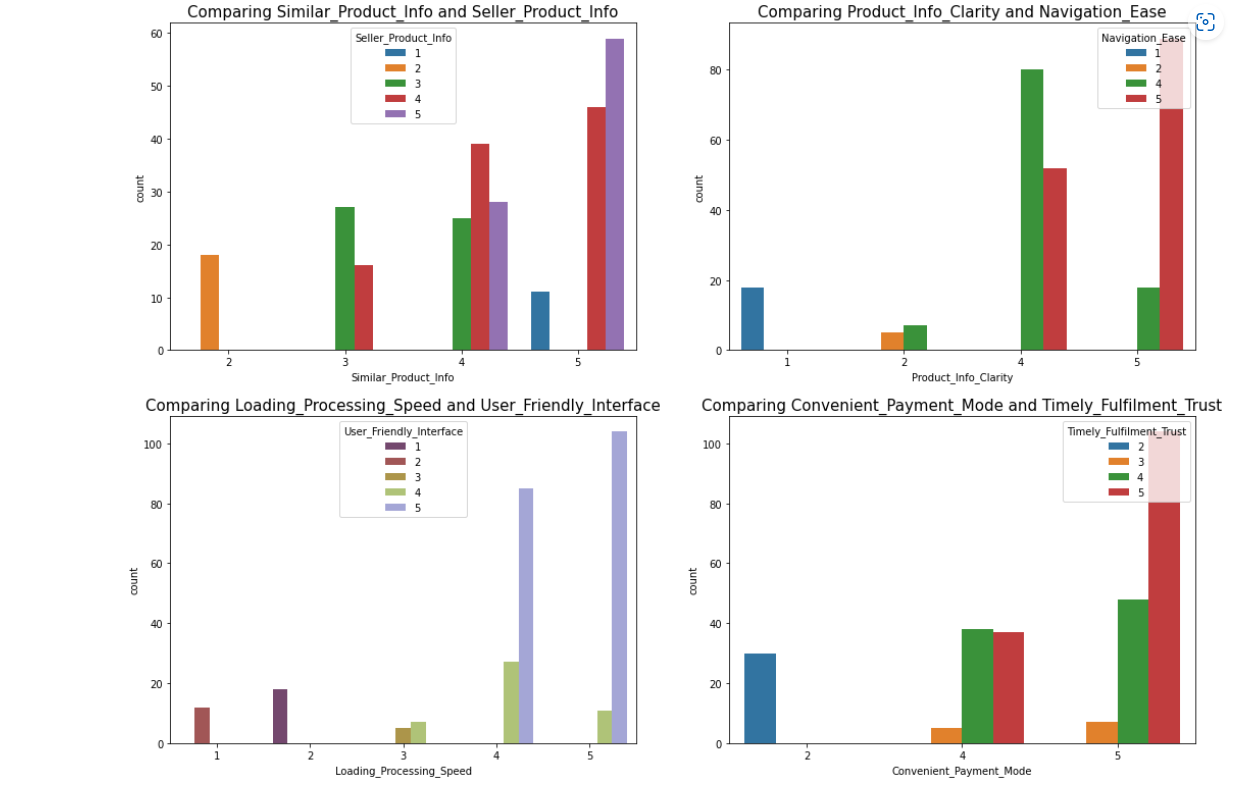 Comparing Similar_Product_Info and Seller_Product_Info
Seller_Product_Info
1
2
3
4
5
60
50
40
30
20
10
0
count
2 3 4 5
Similar_Product_Info
Comparing Product_Info_Clarity and Navigation_Ease
Navigation_Ease
1
2
4
5
80
60
40
20
0
count
1 2 4 5
Product_Info_Clarity
Comparing Loading_Processing_Speed and User_Friendly_Interface
User_Friendly_Interface
1
2
3
4
5
100
80
60
40
20
0
count
1 2 3 4 5
Loading_Processing_Speed
Comparing Convenient_Payment_Mode and Timely_Fulfilment_Trust
Timely_Fulfilment_Trust
2
3
4
5
100
80
60
40
20
0
count
2 4 5
Convenient_Payment_Mode